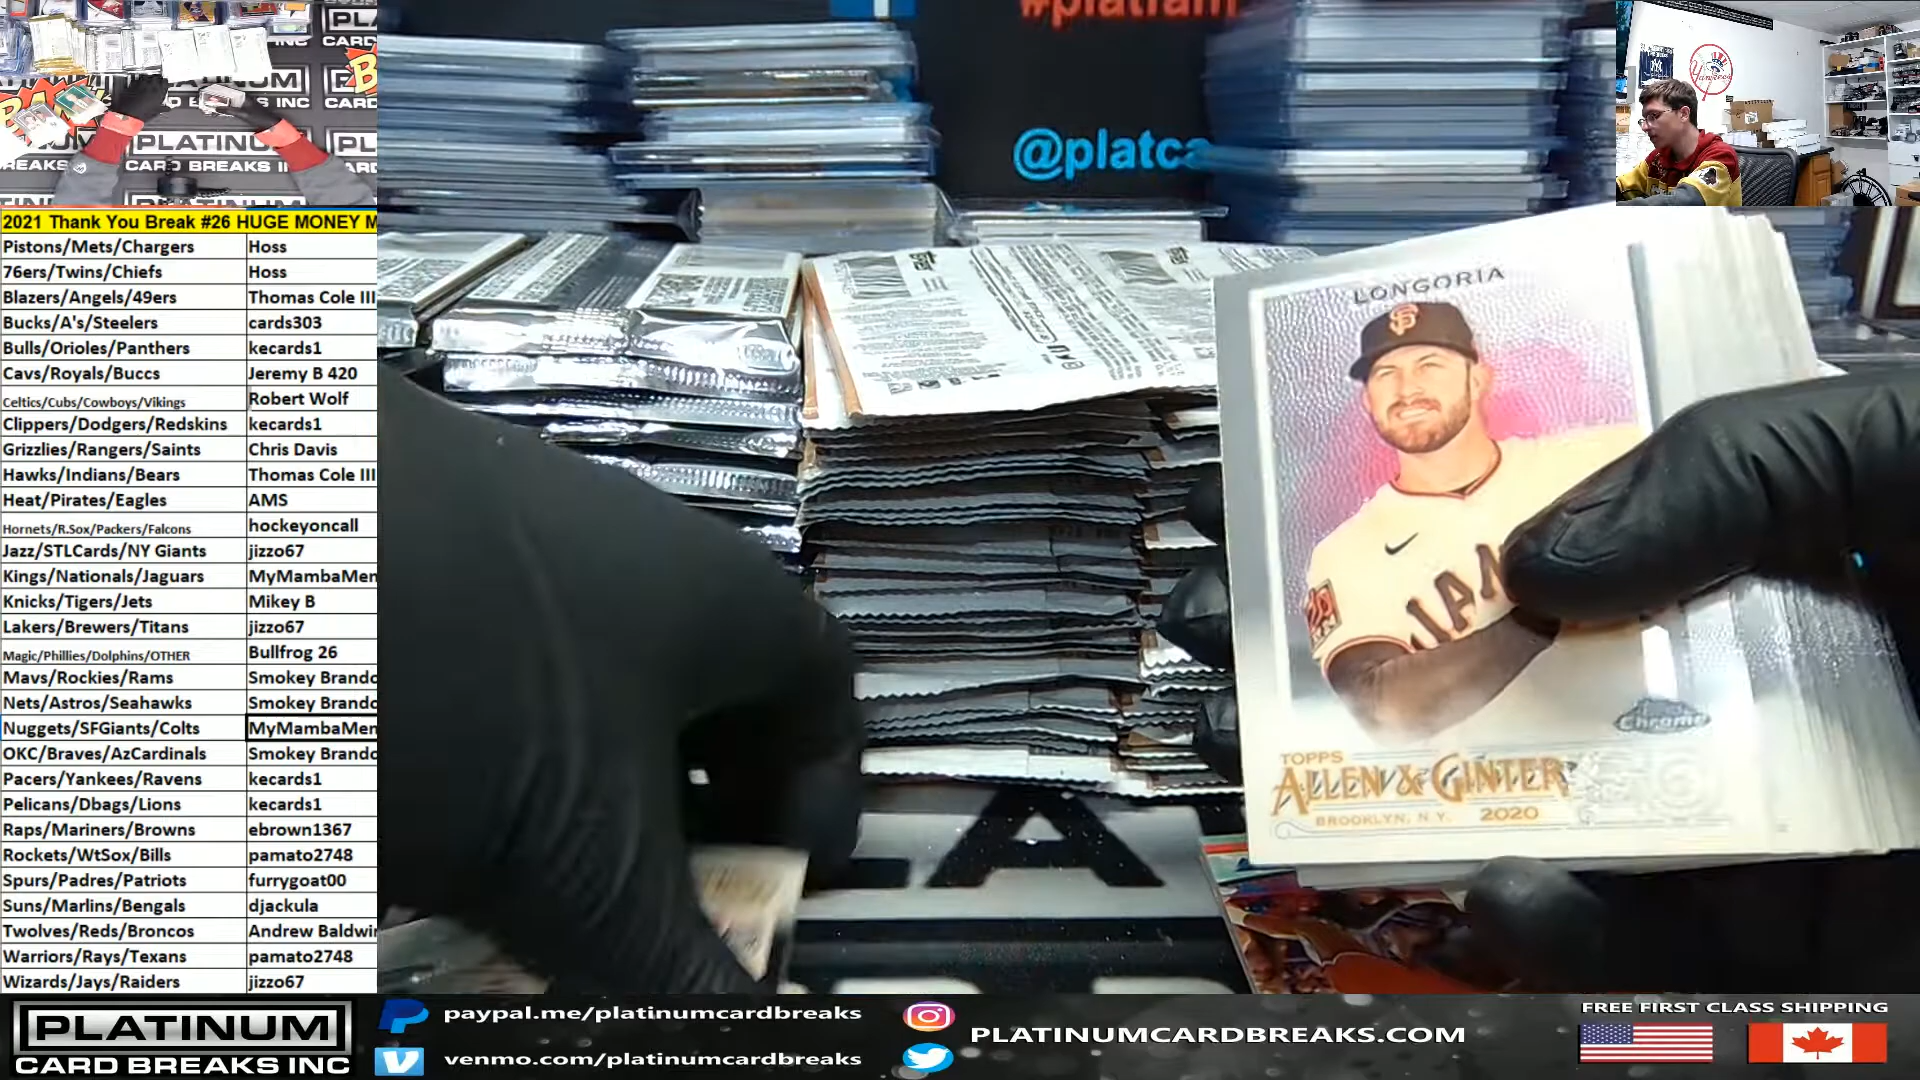 #platfam
@platca
PLATINUM
CARD BREAKS INC
2021 Thank You Break #26 HUGE MONEY M
Pistons/Mets/Chargers Hoss
76ers/Twins/Chiefs Hoss
Blazers/Angels/49ers Thomas Cole III
Bucks/A's/Steelers cards303
Bulls/Orioles/Panthers kecards1
Cavs/Royals/Buccs Jeremy B 420
Celtics/Cubs/Cowboys/Vikings Robert Wolf
Clippers/Dodgers/Redskins kecards1
Grizzlies/Rangers/Saints Chris Davis
Hawks/Indians/Bears Thomas Cole III
Heat/Pirates/Eagles AMS
Hornets/R.Sox/Packers/Falcons hockeyoncall
Jazz/STLCards/NY Giants jizzo67
Kings/Nationals/Jaguars MyMambaMen
Knicks/Tigers/Jets Mikey B
Lakers/Brewers/Titans jizzo67
Magic/Phillies/Dolphins/OTHER Bullfrog 26
Mavs/Rockies/Rams Smokey Brando
Nets/Astros/Seahawks Smokey Brando
Nuggets/SFGiants/Colts MyMambaMen
OKC/Braves/AzCardinals Smokey Brando
Pacers/Yankees/Ravens kecards1
Pelicans/Dbags/Lions kecards1
Raps/Mariners/Browns ebrown1367
Rockets/WtSox/Bills pamato2748
Spurs/Padres/Patriots furrygoat00
Suns/Marlins/Bengals djackula
Twolves/Reds/Broncos Andrew Baldwin
Warriors/Rays/Texans pamato2748
Wizards/Jays/Raiders jizzo67
LONGORIA
SF
GIAN
Chrome
TOPPS
ALLEN & GINTER
BROOKLYN, N.Y. 2020
Yankees
PLATINUM
CARD BREAKS INC
paypal.me/platinumcardbreaks
venmo.com/platinumcardbreaks
PLATINUMCARDBREAKS.COM
FREE FIRST CLASS SHIPPING